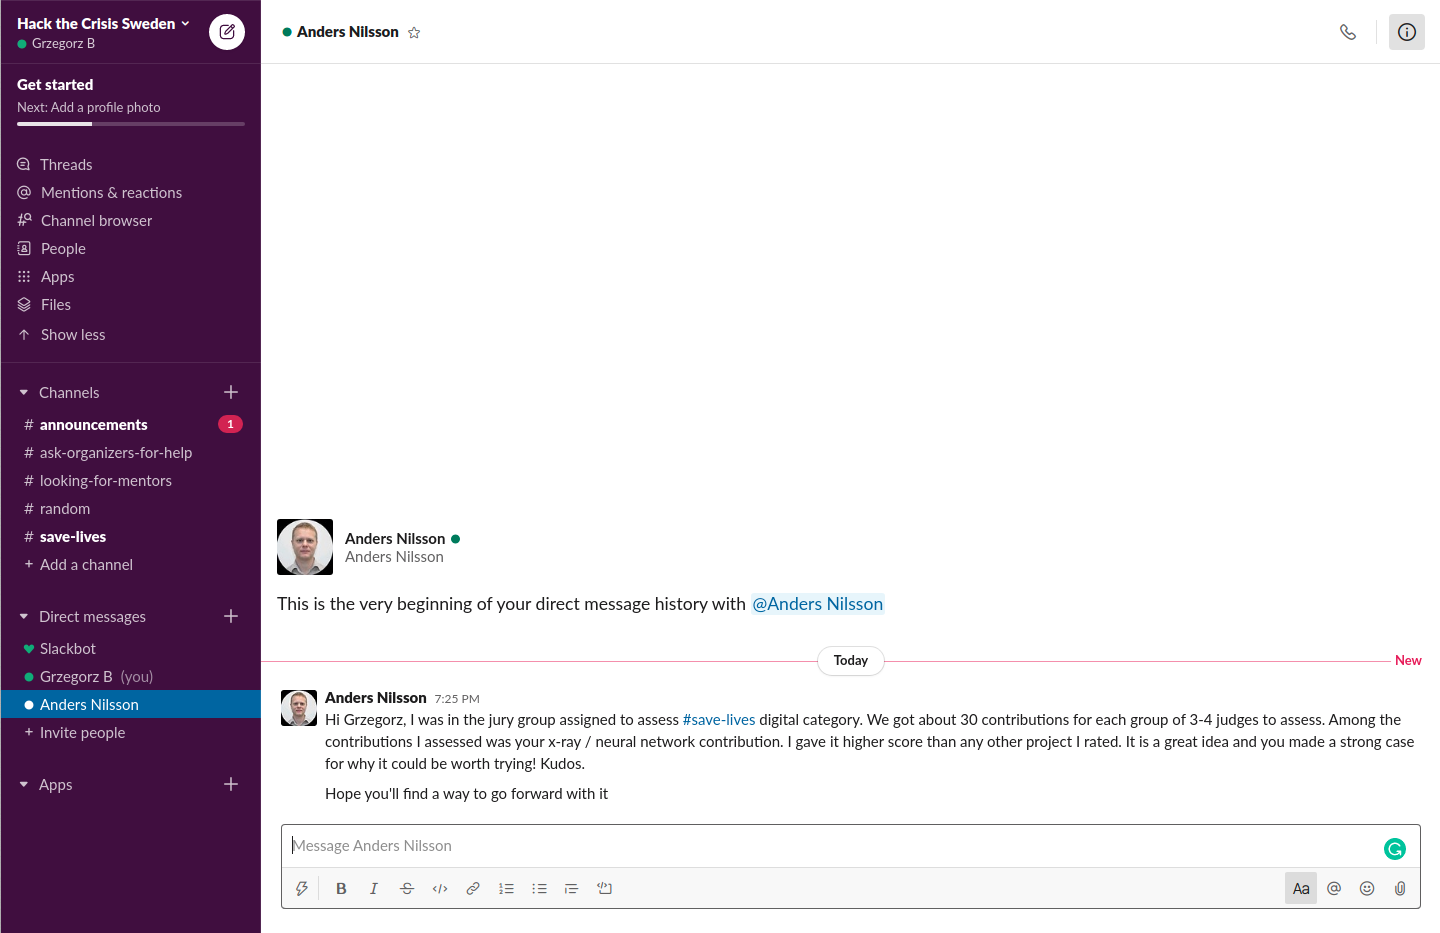 Hack the Crisis Sweden
Grzegorz B
Get started
Next: Add a profile photo
Threads
Mentions & reactions
Channel browser
People
Apps
Files
Show less
Channels
# announcements 1
# ask-organizers-for-help
# looking-for-mentors
# random
# save-lives
+ Add a channel
Direct messages
Slackbot
Grzegorz B (you)
Anders Nilsson
+ Invite people
Apps
Anders Nilsson
Anders Nilsson
Anders Nilsson
This is the very beginning of your direct message history with @Anders Nilsson
Today
New
Anders Nilsson 7:25 PM
Hi Grzegorz, I was in the jury group assigned to assess #save-lives digital category. We got about 30 contributions for each group of 3-4 judges to assess. Among the
contributions I assessed was your x-ray / neural network contribution. I gave it higher score than any other project I rated. It is a great idea and you made a strong case
for why it could be worth trying! Kudos.
Hope you'll find a way to go forward with it
Message Anders Nilsson
B I S </> Aa @